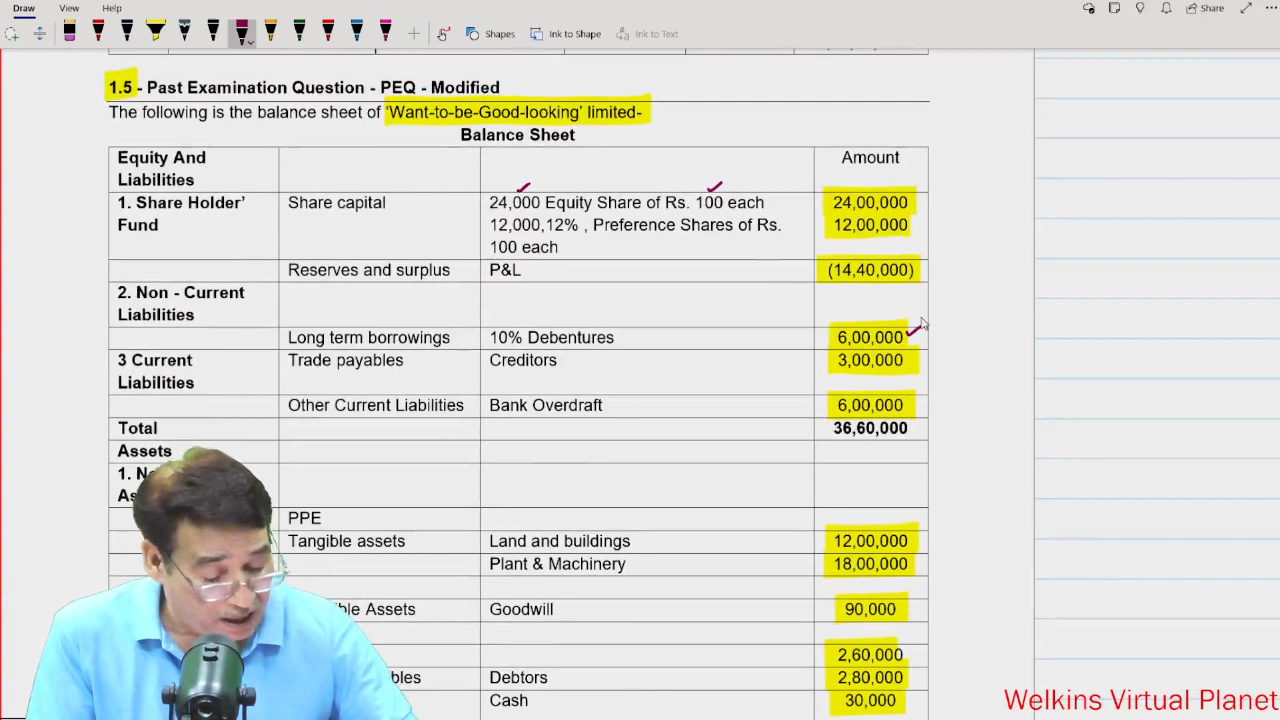 Draw View Help Share
Shapes Ink to Shape Ink to Text
1.5 - Past Examination Question - PEQ - Modified
The following is the balance sheet of 'Want-to-be-Good-looking' limited-
Balance Sheet
Equity And Liabilities Amount
1. Share Holder' Fund Share capital 24,000 Equity Share of Rs. 100 each 24,00,000
12,000,12% , Preference Shares of Rs. 100 each 12,00,000
Reserves and surplus P&L (14,40,000)
2. Non - Current Liabilities
Long term borrowings 10% Debentures 6,00,000
3 Current Liabilities Trade payables Creditors 3,00,000
Other Current Liabilities Bank Overdraft 6,00,000
Total 36,60,000
Assets
1.
PPE
Tangible assets Land and buildings 12,00,000
Plant & Machinery 18,00,000
Assets Goodwill 90,000
2,60,000
Debtors 2,80,000
Cash 30,000
Welkins Virtual Planet